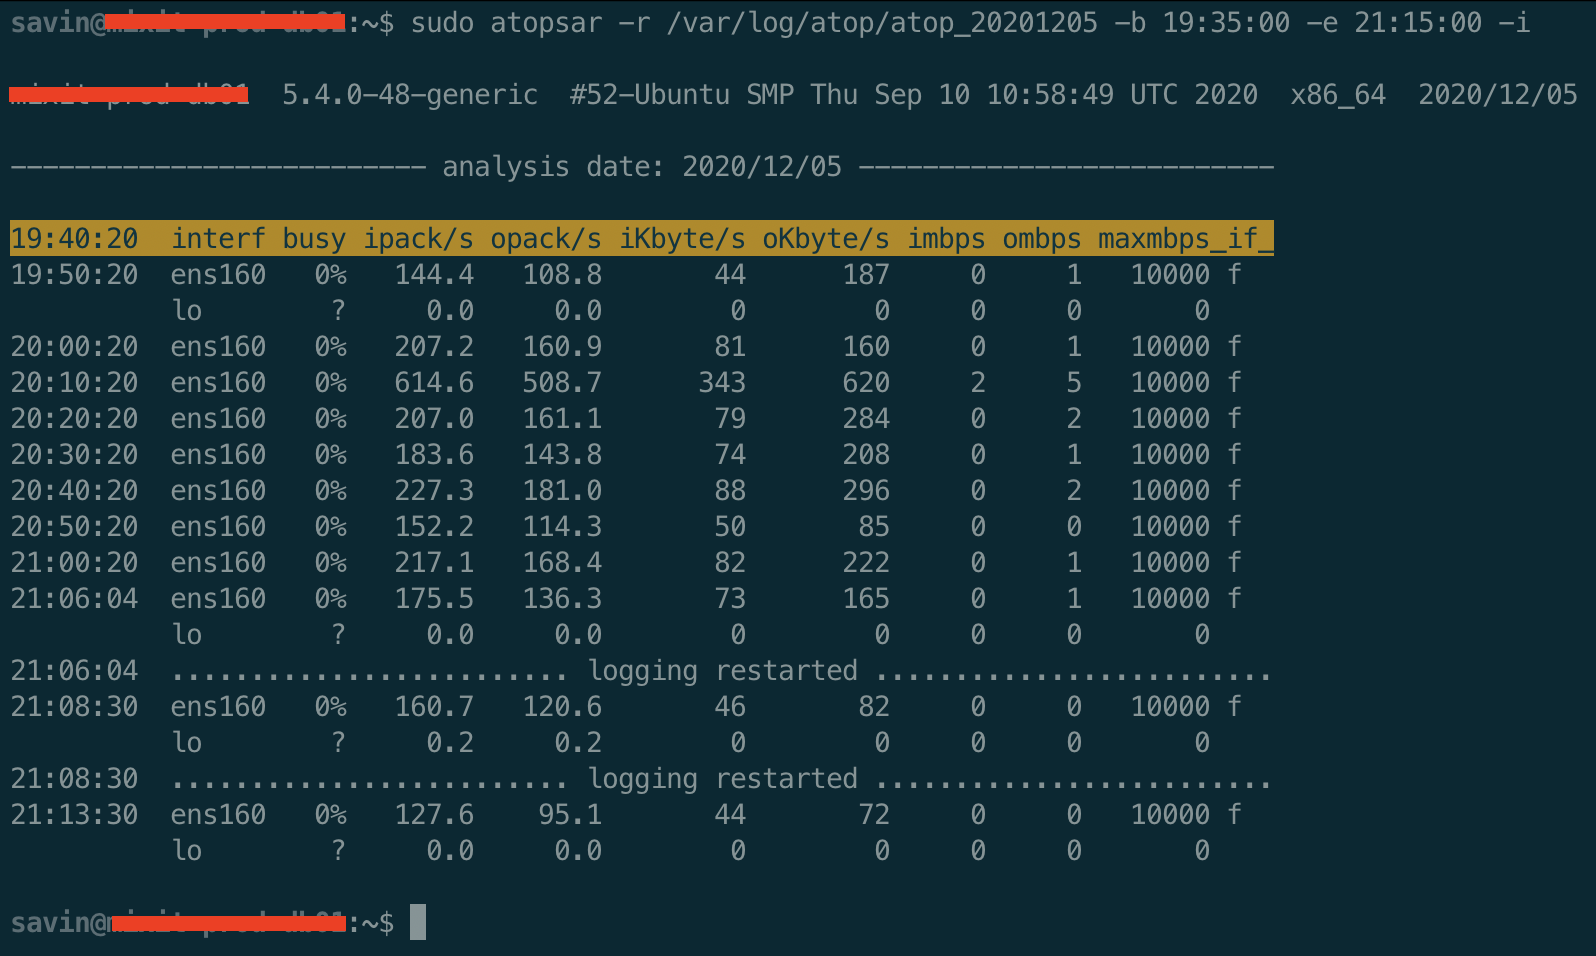 savin@:~$ sudo atopsar -r /var/log/atop/atop_20201205 -b 19:35:00 -e 21:15:00 -i
5.4.0-48-generic  #52-Ubuntu SMP Thu Sep 10 10:58:49 UTC 2020  x86_64  2020/12/05
-------------------------- analysis date: 2020/12/05 --------------------------
19:40:20  interf busy ipack/s opack/s iKbyte/s oKbyte/s imbps ombps maxmbps_if_
19:50:20  ens160   0%   144.4   108.8       44      187     0     1   10000 f
          lo        ?     0.0     0.0        0        0     0     0       0
20:00:20  ens160   0%   207.2   160.9       81      160     0     1   10000 f
20:10:20  ens160   0%   614.6   508.7      343      620     2     5   10000 f
20:20:20  ens160   0%   207.0   161.1       79      284     0     2   10000 f
20:30:20  ens160   0%   183.6   143.8       74      208     0     1   10000 f
20:40:20  ens160   0%   227.3   181.0       88      296     0     2   10000 f
20:50:20  ens160   0%   152.2   114.3       50       85     0     0   10000 f
21:00:20  ens160   0%   217.1   168.4       82      222     0     1   10000 f
21:06:04  ens160   0%   175.5   136.3       73      165     0     1   10000 f
          lo        ?     0.0     0.0        0        0     0     0       0
21:06:04  ......................... logging restarted .........................
21:08:30  ens160   0%   160.7   120.6       46       82     0     0   10000 f
          lo        ?     0.2     0.2        0        0     0     0       0
21:08:30  ......................... logging restarted .........................
21:13:30  ens160   0%   127.6    95.1       44       72     0     0   10000 f
          lo        ?     0.0     0.0        0        0     0     0       0
savin@:~$